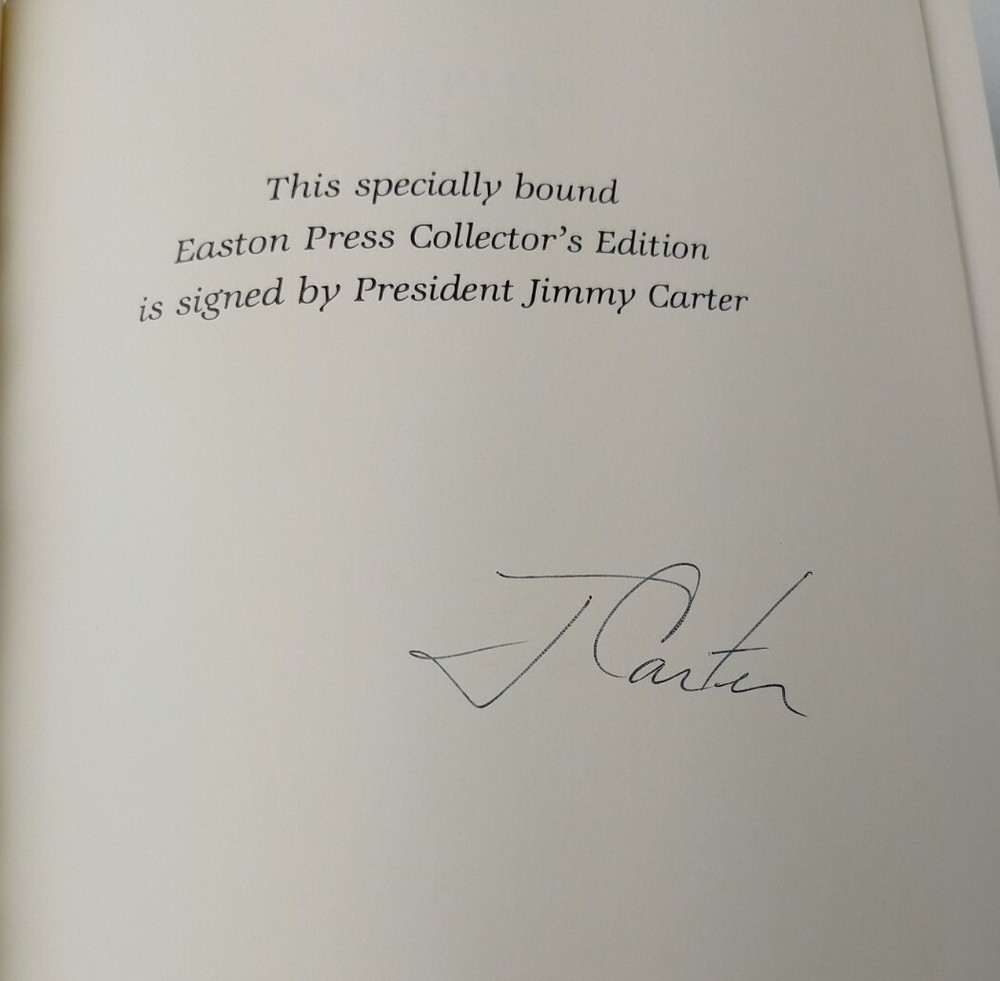 This specially bound
Easton Press Collector's Edition
is signed by President Jimmy Carter
J Carter